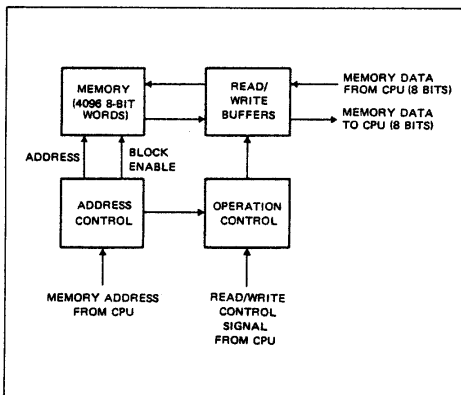 MEMORY
(4096 8-BIT
WORDS)
READ/
WRITE
BUFFERS
MEMORY DATA
FROM CPU (8 BITS)
MEMORY DATA
TO CPU (8 BITS)
ADDRESS
BLOCK
ENABLE
ADDRESS
CONTROL
OPERATION
CONTROL
MEMORY ADDRESS
FROM CPU
READ/WRITE
CONTROL
SIGNAL
FROM CPU